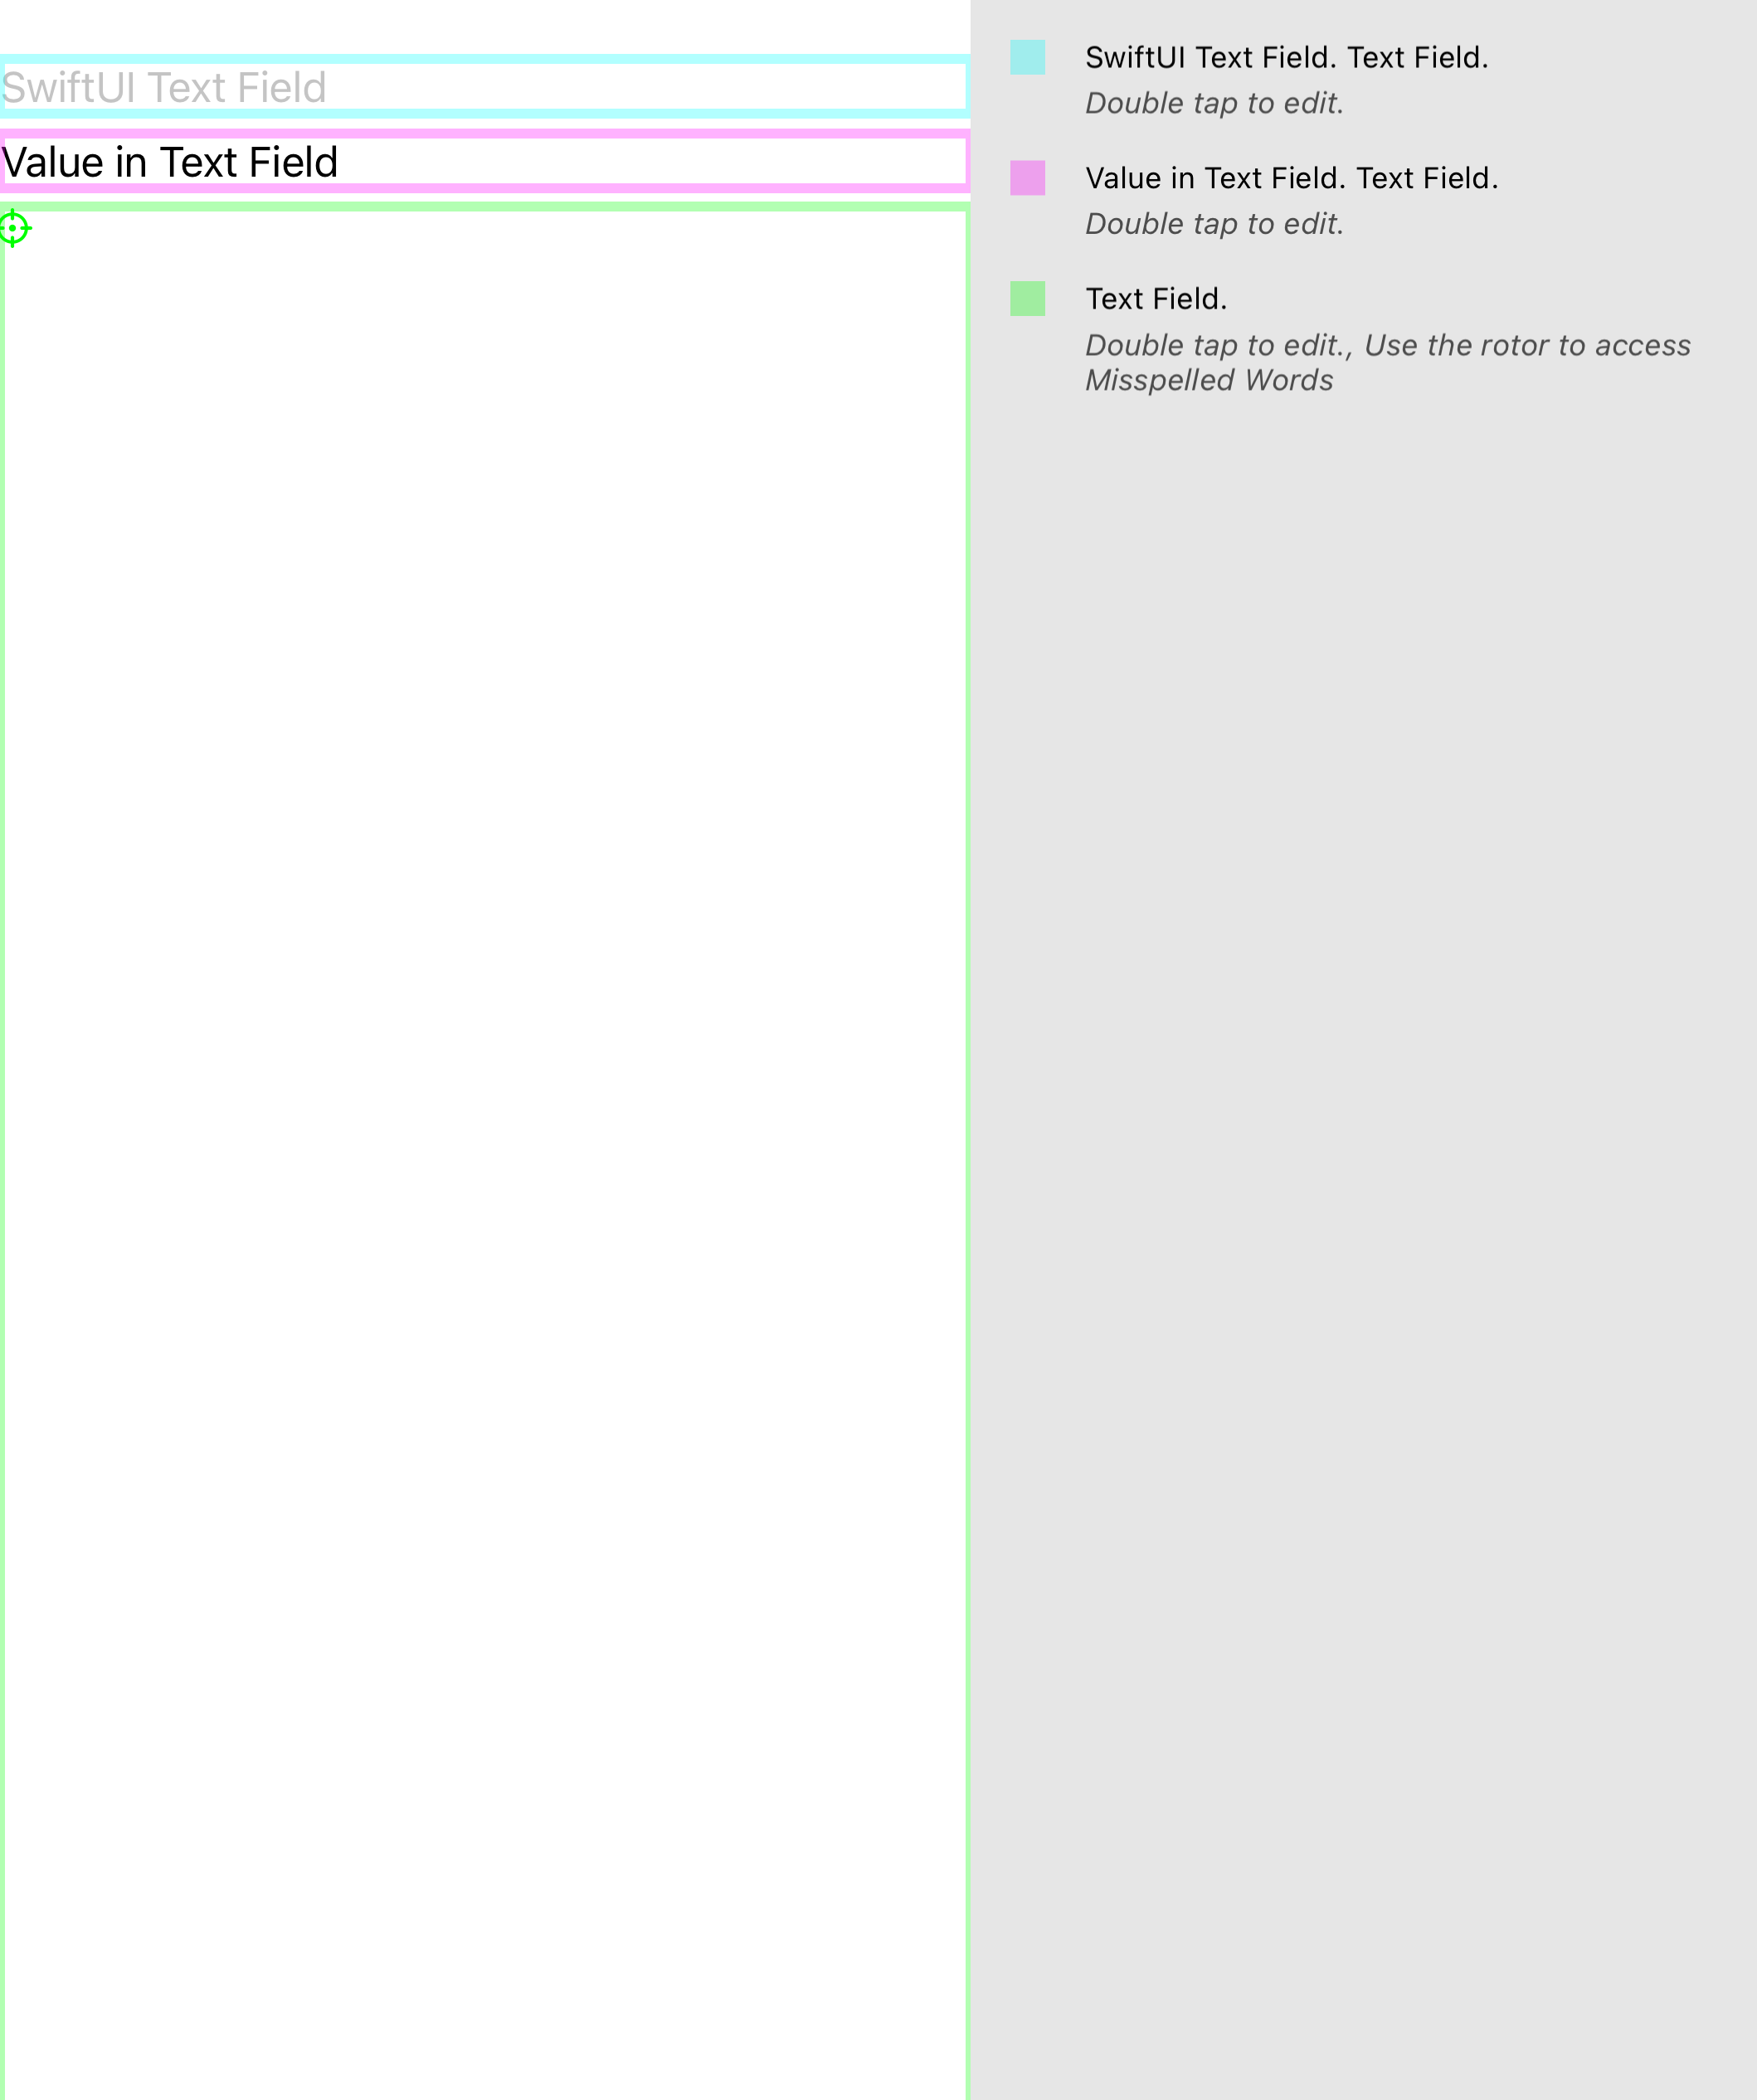 SwiftUI Text Field
Value in Text Field
SwiftUI Text Field. Text Field.
Double tap to edit.
Value in Text Field. Text Field.
Double tap to edit.
Text Field.
Double tap to edit., Use the rotor to access
Misspelled Words